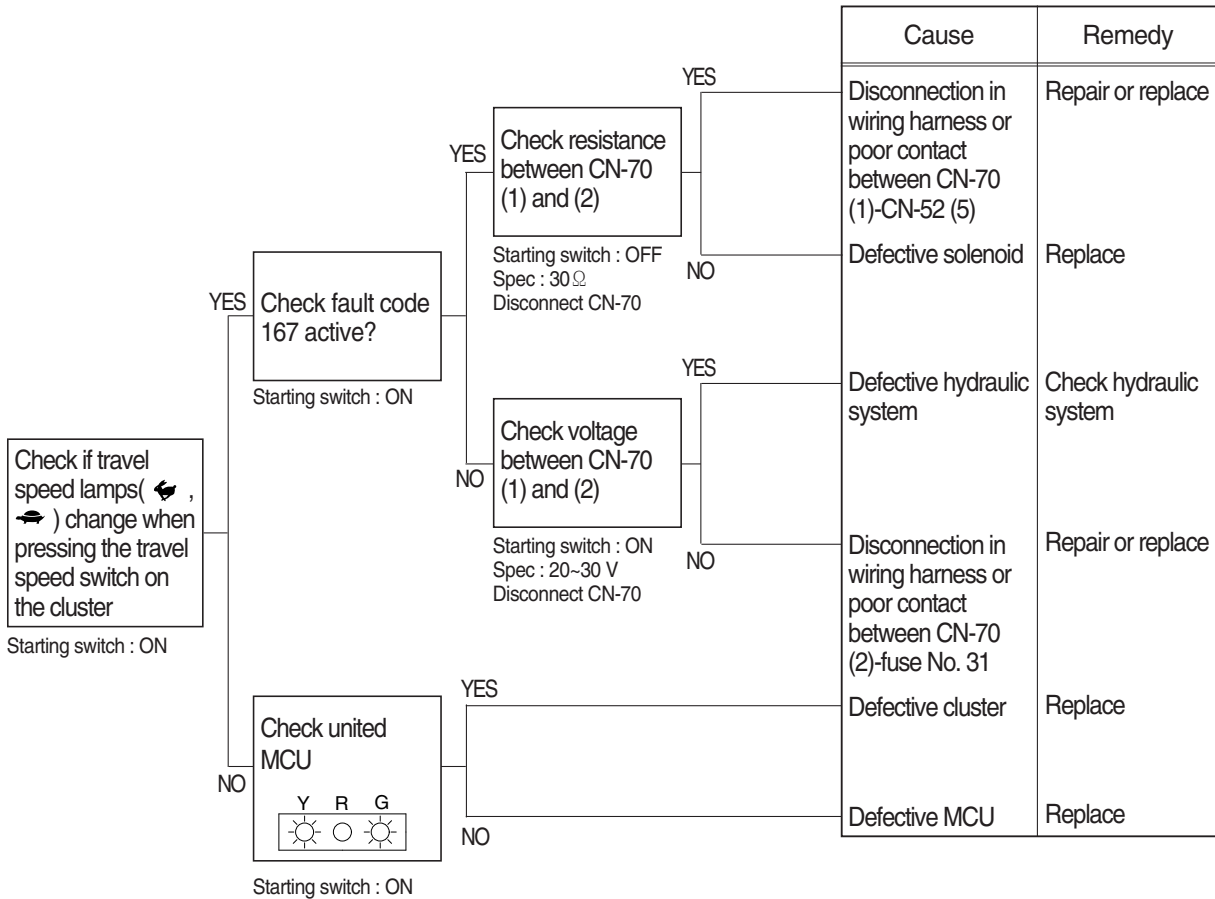 Cause
Remedy
YES
Disconnection in
wiring harness or
poor contact
between CN-70
(1)-CN-52 (5)
Repair or replace
YES
Check resistance
between CN-70
(1) and (2)
Starting switch : OFF
Spec : 30Ω
Disconnect CN-70
NO
Defective solenoid
Replace
YES
Check fault code
167 active?
Starting switch : ON
YES
Defective hydraulic
system
Check hydraulic
system
NO
Check voltage
between CN-70
(1) and (2)
Starting switch : ON
Spec : 20~30 V
Disconnect CN-70
NO
Disconnection in
wiring harness or
poor contact
between CN-70
(2)-fuse No. 31
Repair or replace
Check if travel
speed lamps( ,
) change when
pressing the travel
speed switch on
the cluster
Starting switch : ON
YES
Defective cluster
Replace
NO
Check united
MCU
Y R G
Starting switch : ON
NO
Defective MCU
Replace